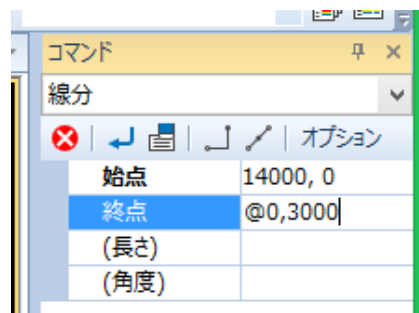 コマンド
線分
オプション
始点 14000, 0
終点 @0,3000
(長さ)
(角度)